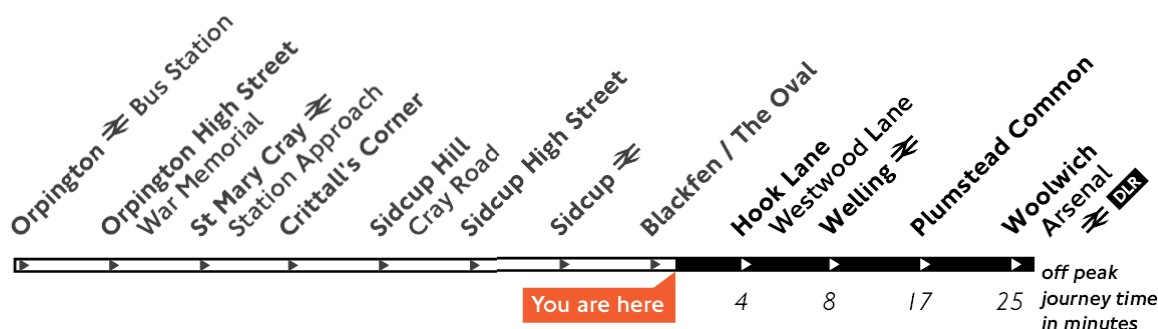 Orpington Bus Station
Orpington High Street
War Memorial
St Mary Cray
Station Approach
Crittall's Corner
Sidcup Hill
Cray Road
Sidcup High Street
Sidcup
Blackfen / The Oval
Hook Lane
Westwood Lane
Welling
Plumstead Common
Woolwich
Arsenal
DLR
You are here
4
8
17
25
off peak
journey time
in minutes